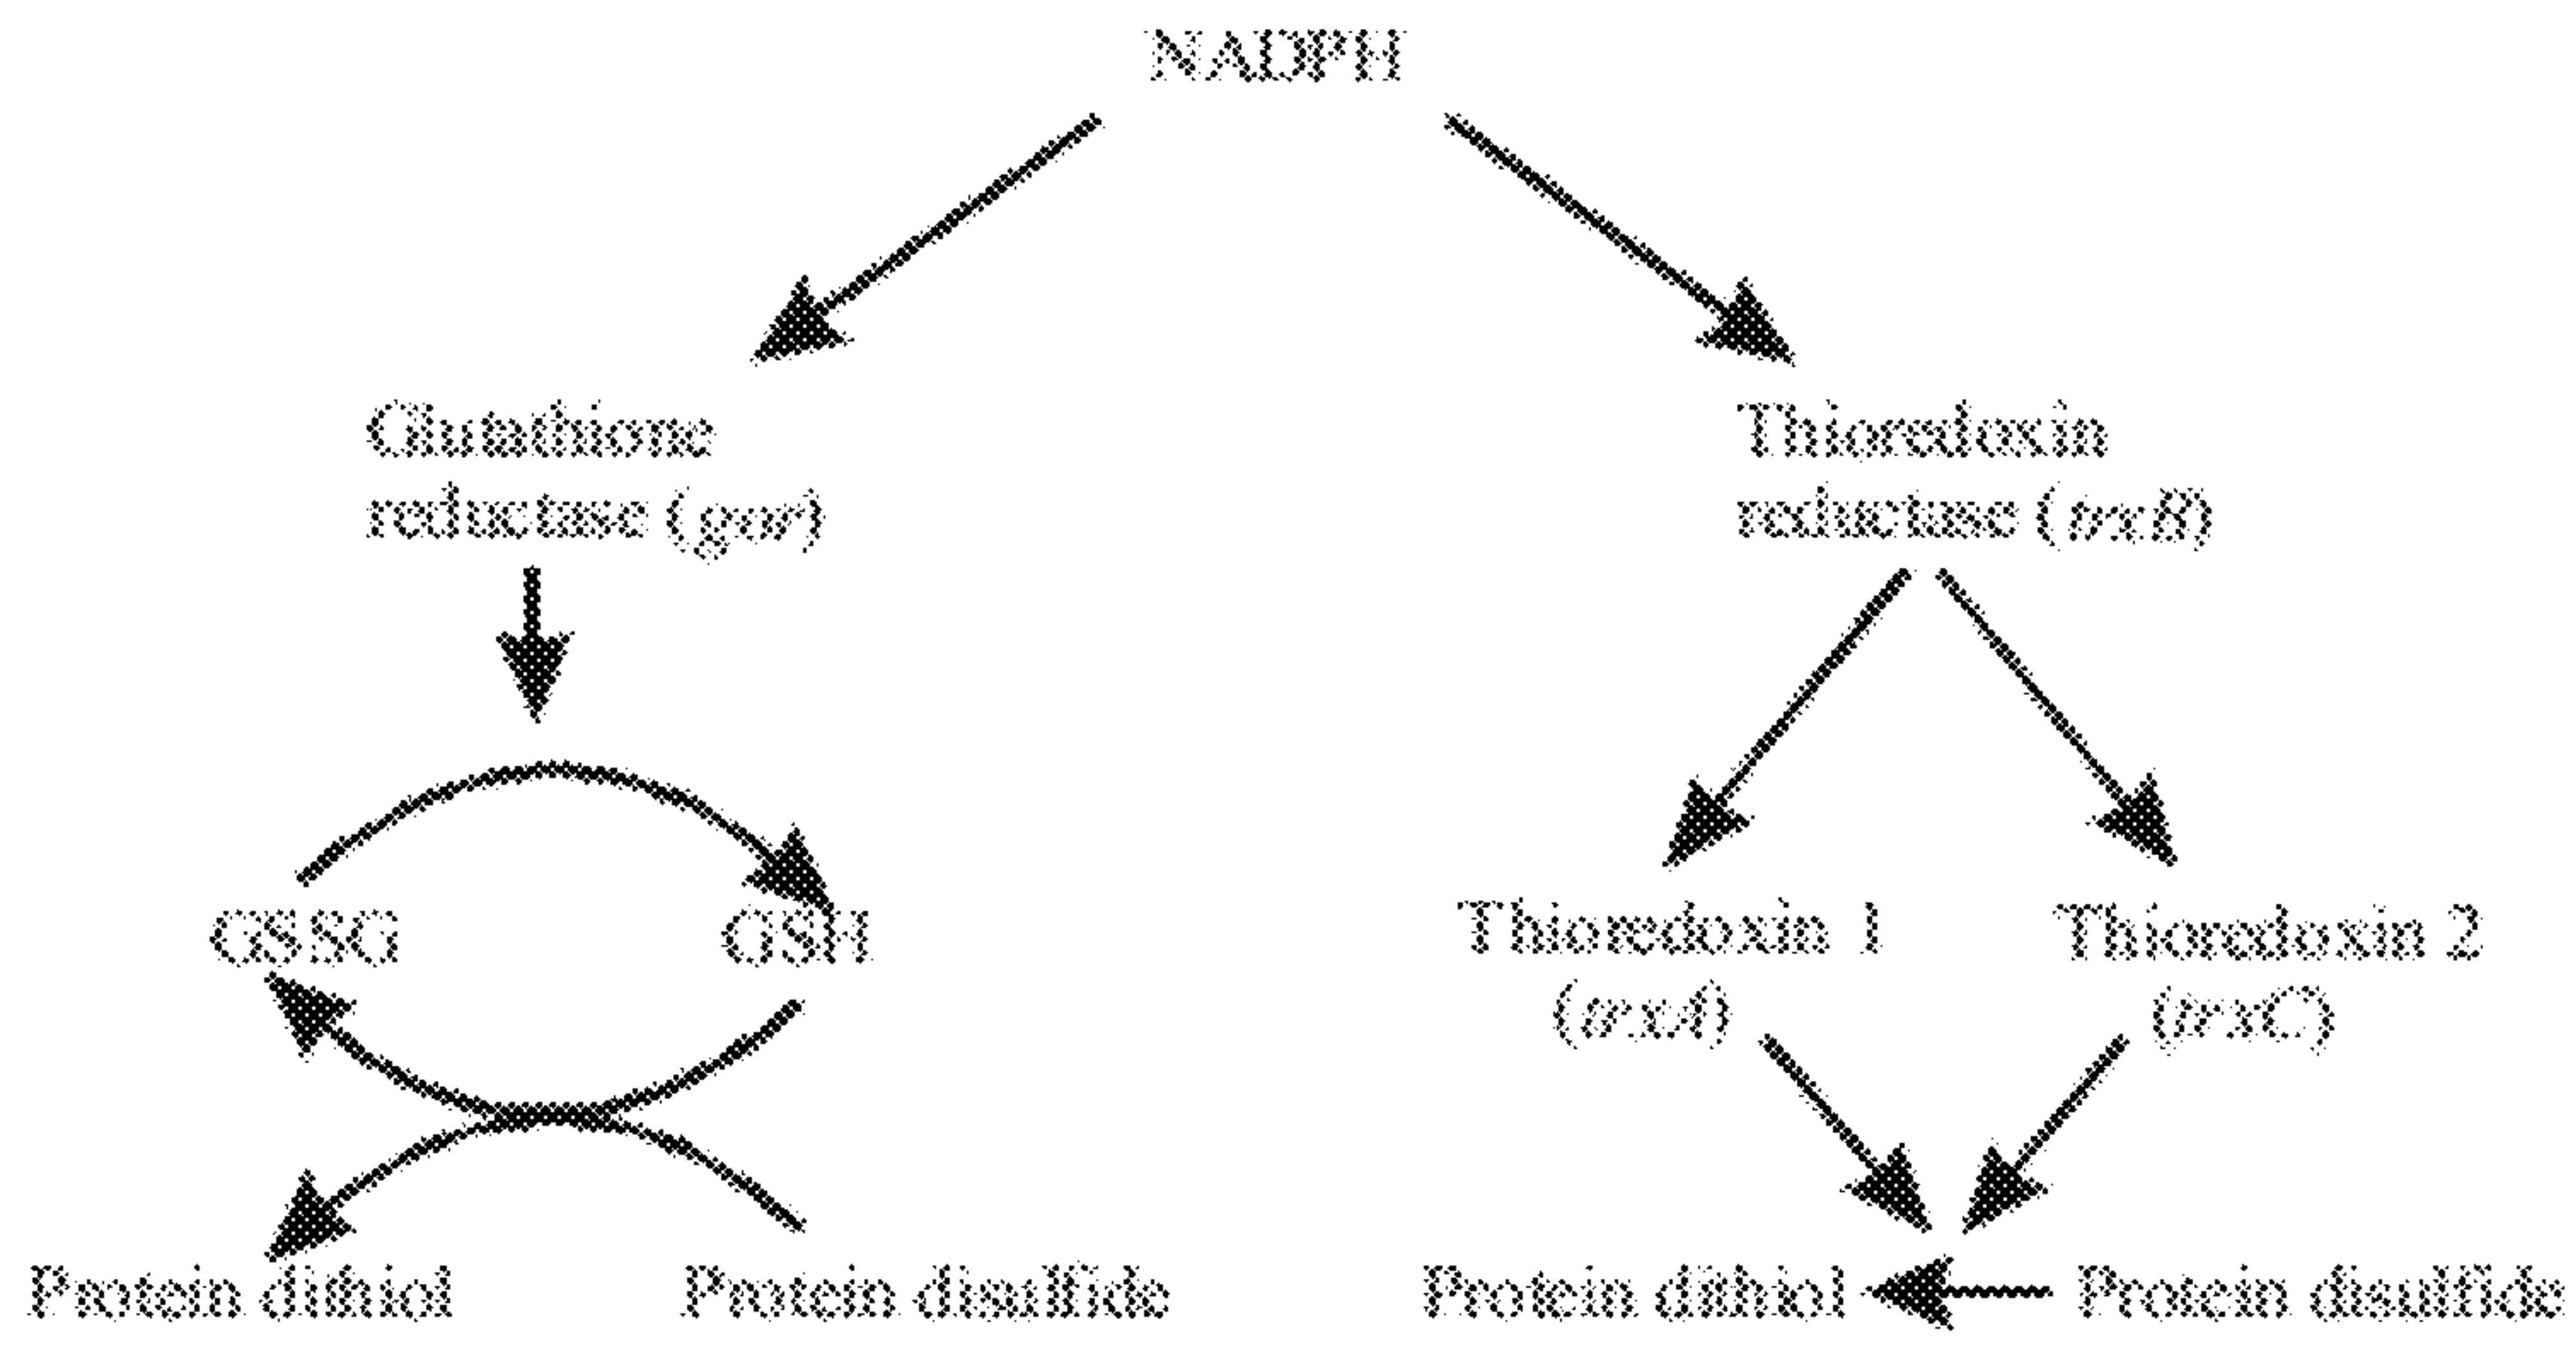 NADPH
Glutathione
reductase (gor)
Thioredoxin
reductase (trxB)
GSSG
GSH
Thioredoxin 1
(trxA)
Thioredoxin 2
(trxC)
Protein dithiol
Protein disulfide
Protein dithiol
Protein disulfide